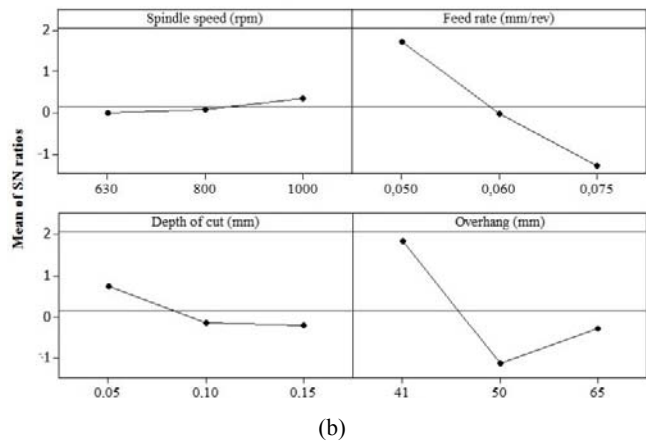 Spindle speed (rpm) Feed rate (mm/rev)
2
1
0
-1
630 800 1000 0,050 0,060 0,075
Mean of SN ratios
Depth of cut (mm) Overhang (mm)
2
1
0
-1
0.05 0.10 0.15 41 50 65
(b)